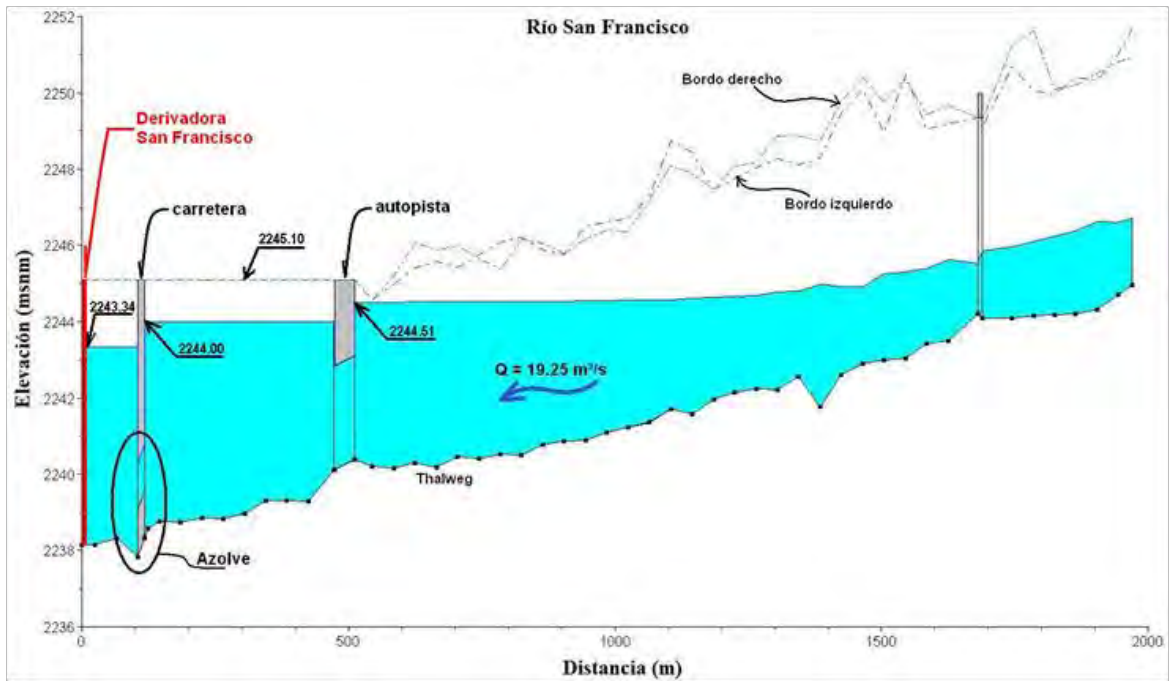 Río San Francisco
2252
2250
2248
2246
2244
2242
2240
2238
2236
Elevación (msnm)
Bordo derecho
Derivadora
San Francisco
carretera
autopista
Bordo izquierdo
2245.10
2243.34
2244.00
2244.51
Q = 19.25 m³/s
Thalweg
Azolve
0
500
1000
1500
2000
Distancia (m)